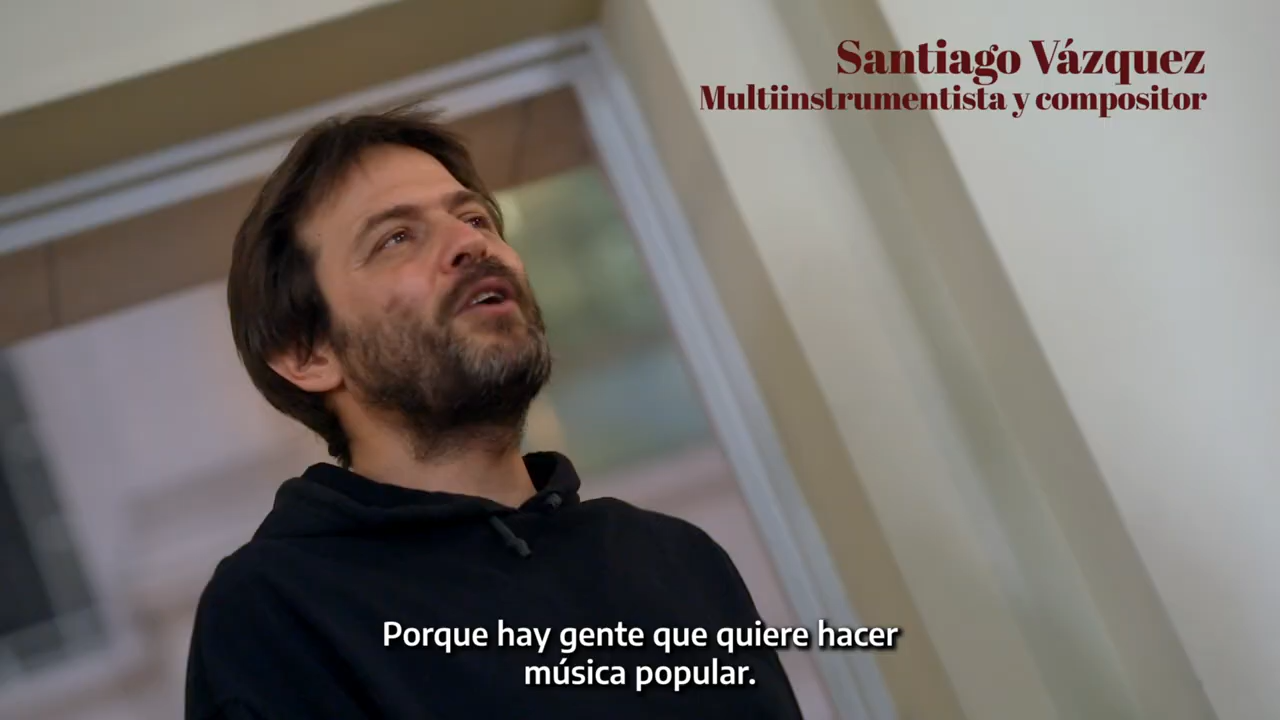 Santiago Vázquez
Multiinstrumentista y compositor
Porque hay gente que quiere hacer
música popular.